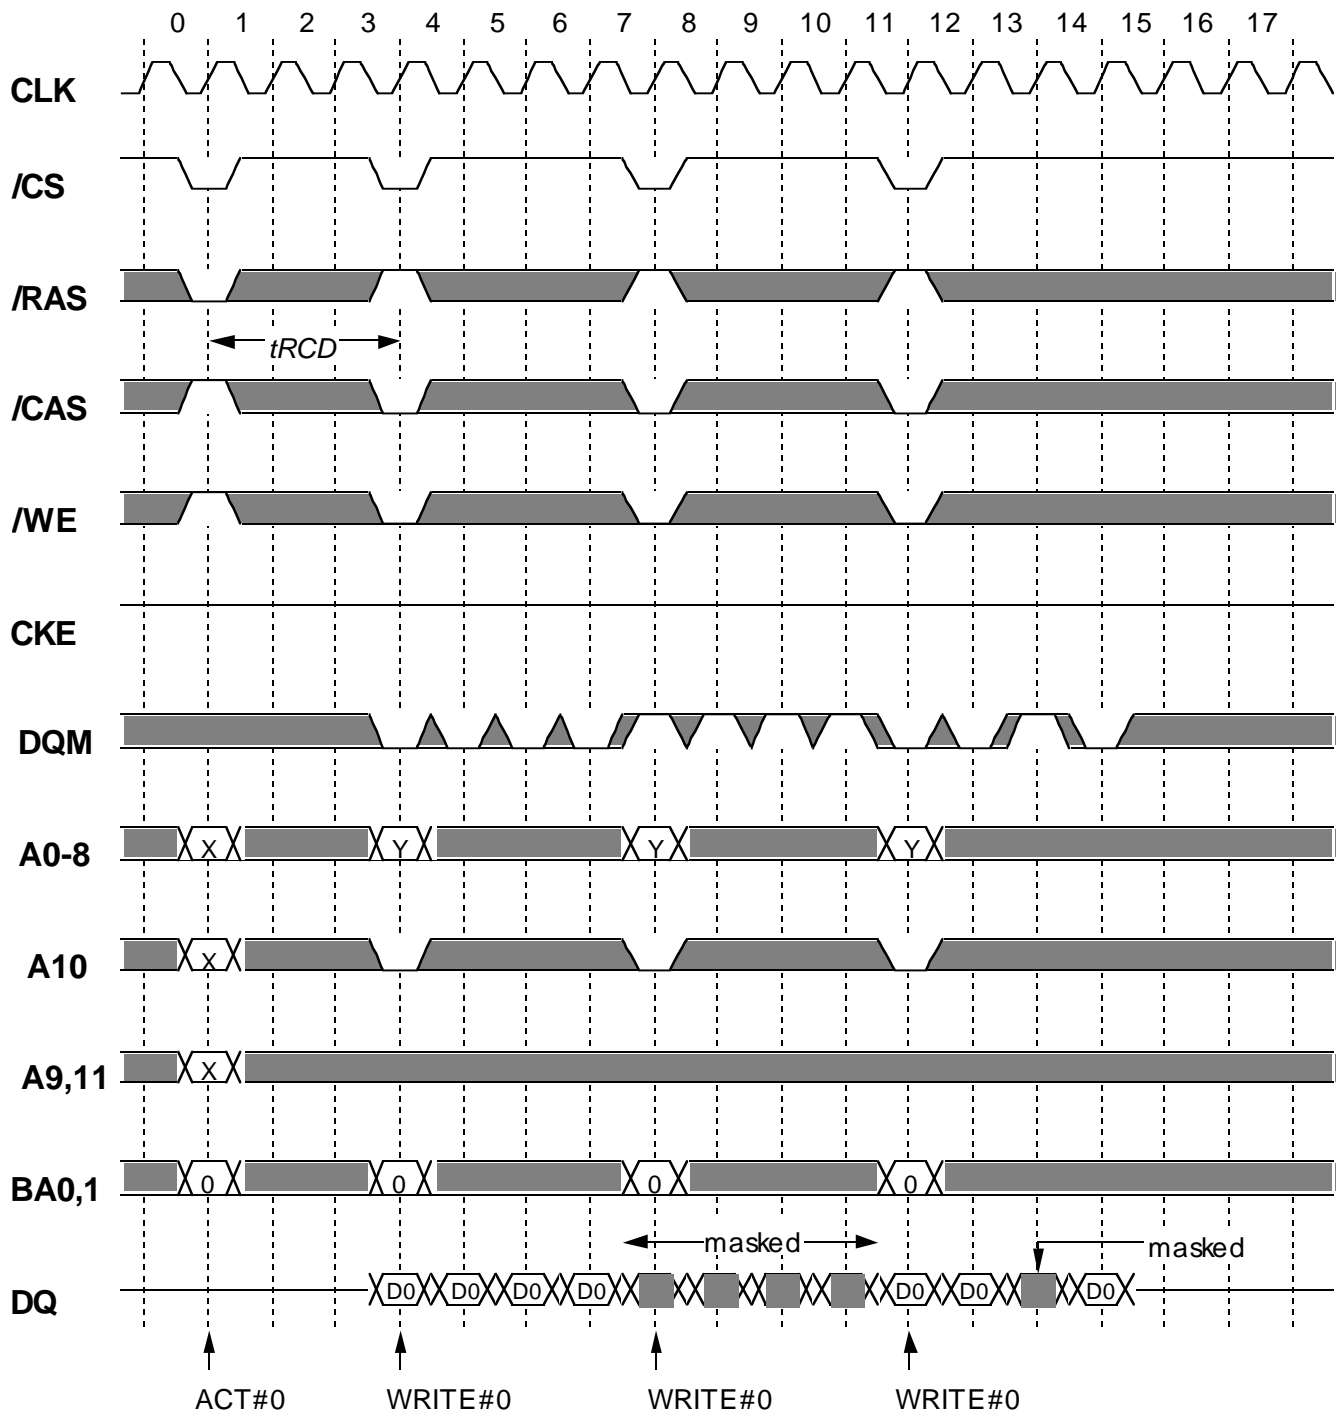 0 1 2 3 4 5 6 7 8 9 10 11 12 13 14 15 16 17
CLK
/CS
/RAS
tRCD
/CAS
/WE
CKE
DQM
A0-8 X Y Y Y
A10 X
A9,11 X
BA0,1 0 0 0 0
masked masked
DQ D0 D0 D0 D0 D0 D0 D0
ACT#0 WRITE#0 WRITE#0 WRITE#0